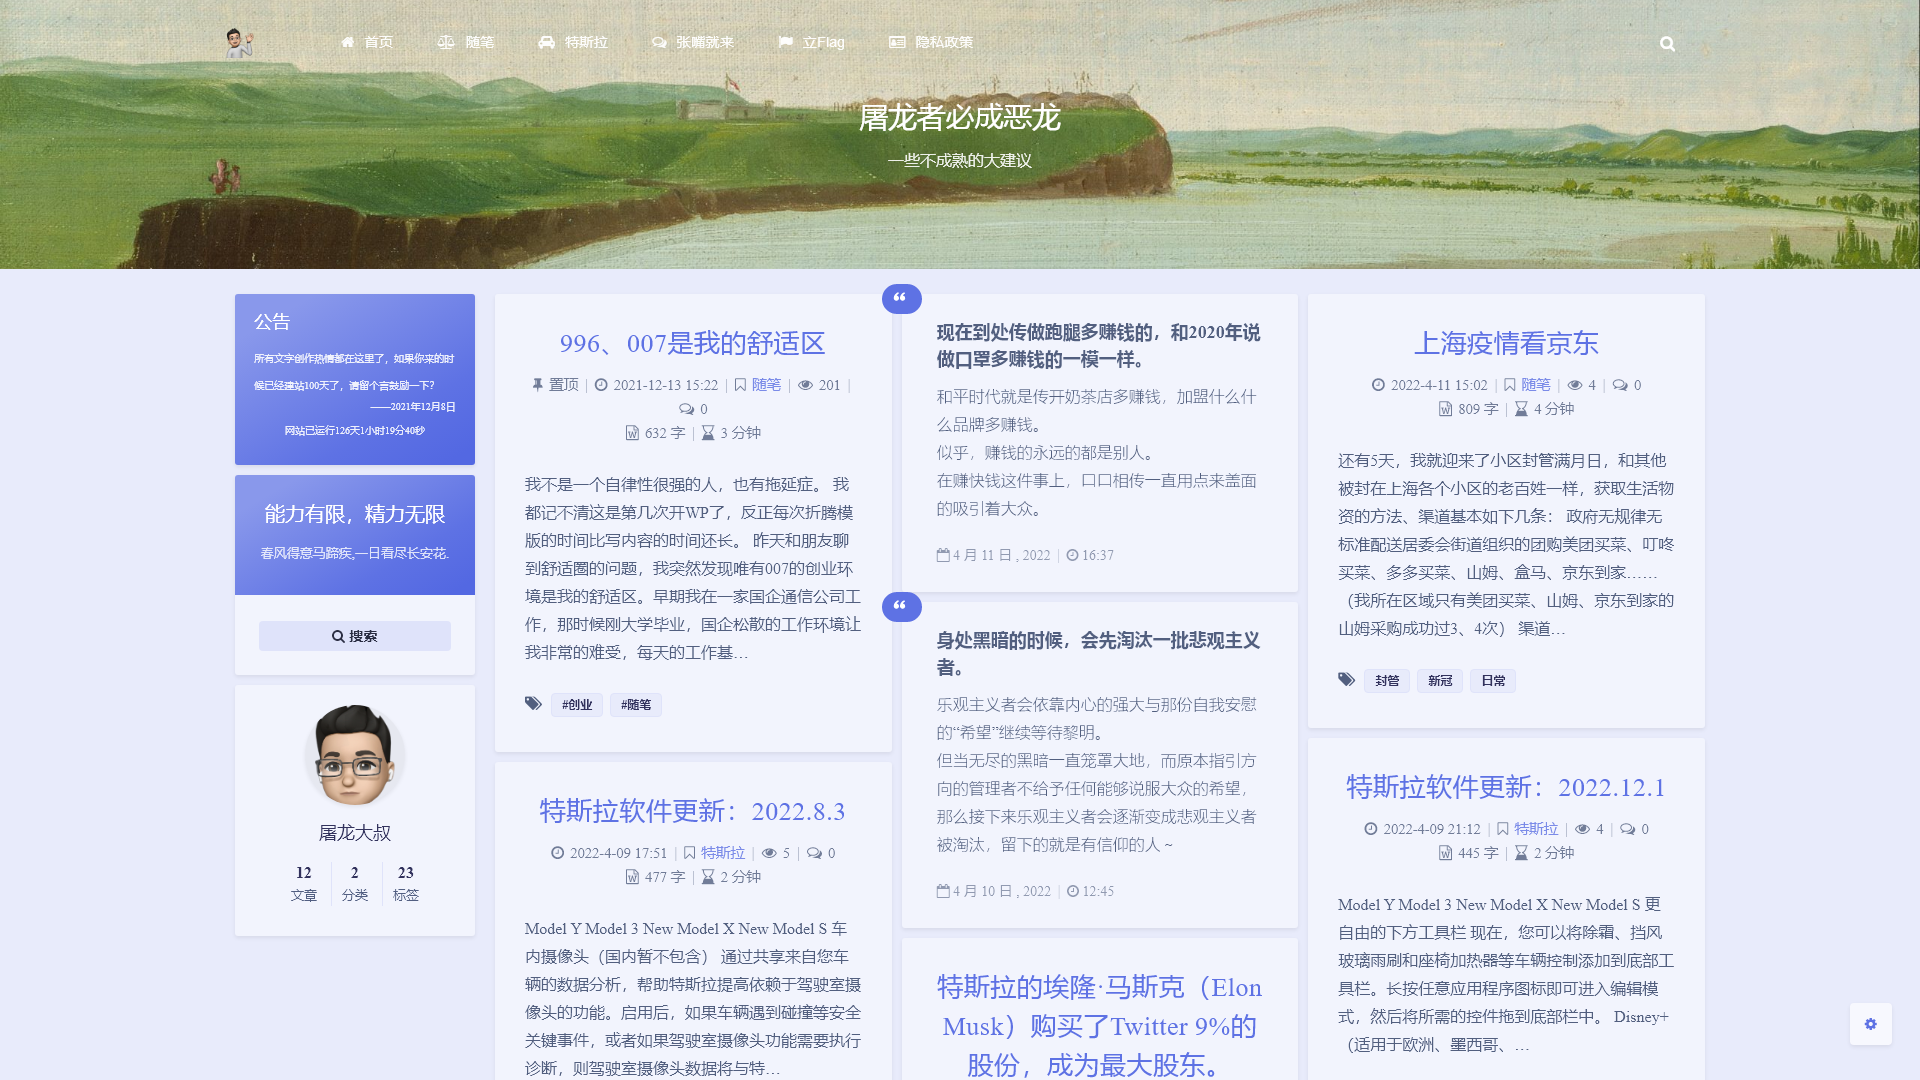 首页 随笔 特斯拉 张嘴就来 立Flag 隐私政策
屠龙者必成恶龙
一些不成熟的大建议
公告
所有文字创作热情都在这里了，如果你来的时
候已经建站100天了，请留个言鼓励一下？
——2021年12月8日
网站已运行126天1小时19分40秒
能力有限，精力无限
春风得意马蹄疾,一日看尽长安花.
搜索
屠龙大叔
12 2 23
文章 分类 标签
996、007是我的舒适区
置顶 | 2021-12-13 15:22 | 随笔 | 201 |
0
632 字 | 3 分钟
我不是一个自律性很强的人，也有拖延症。 我
都记不清这是第几次开WP了，反正每次折腾模
版的时间比写内容的时间还长。 昨天和朋友聊
到舒适圈的问题，我突然发现唯有007的创业环
境是我的舒适区。早期我在一家国企通信公司工
作，那时候刚大学毕业，国企松散的工作环境让
我非常的难受，每天的工作基…
#创业 #随笔
特斯拉软件更新：2022.8.3
2022-4-09 17:51 | 特斯拉 | 5 | 0
477 字 | 2 分钟
Model Y Model 3 New Model X New Model S 车
内摄像头（国内暂不包含） 通过共享来自您车
辆的数据分析，帮助特斯拉提高依赖于驾驶室摄
像头的功能。启用后，如果车辆遇到碰撞等安全
关键事件，或者如果驾驶室摄像头功能需要执行
诊断，则驾驶室摄像头数据将与特…
现在到处传做跑腿多赚钱的，和2020年说
做口罩多赚钱的一模一样。
和平时代就是传开奶茶店多赚钱，加盟什么什
么品牌多赚钱。
似乎，赚钱的永远的都是别人。
在赚快钱这件事上，口口相传一直用点来盖面
的吸引着大众。
4 月 11 日 , 2022 | 16:37
身处黑暗的时候，会先淘汰一批悲观主义
者。
乐观主义者会依靠内心的强大与那份自我安慰
的“希望”继续等待黎明。
但当无尽的黑暗一直笼罩大地，而原本指引方
向的管理者不给予任何能够说服大众的希望，
那么接下来乐观主义者会逐渐变成悲观主义者
被淘汰，留下的就是有信仰的人～
4 月 10 日 , 2022 | 12:45
特斯拉的埃隆·马斯克（Elon
Musk）购买了Twitter 9%的
股份，成为最大股东。
上海疫情看京东
2022-4-11 15:02 | 随笔 | 4 | 0
809 字 | 4 分钟
还有5天，我就迎来了小区封管满月日，和其他
被封在上海各个小区的老百姓一样，获取生活物
资的方法、渠道基本如下几条： 政府无规律无
标准配送居委会街道组织的团购美团买菜、叮咚
买菜、多多买菜、山姆、盒马、京东到家……
（我所在区域只有美团买菜、山姆、京东到家的
山姆采购成功过3、4次） 渠道…
封管 新冠 日常
特斯拉软件更新：2022.12.1
2022-4-09 21:12 | 特斯拉 | 4 | 0
445 字 | 2 分钟
Model Y Model 3 New Model X New Model S 更
自由的下方工具栏 现在，您可以将除霜、挡风
玻璃雨刷和座椅加热器等车辆控制添加到底部工
具栏。长按任意应用程序图标即可进入编辑模
式，然后将所需的控件拖到底部栏中。 Disney+
（适用于欧洲、墨西哥、…